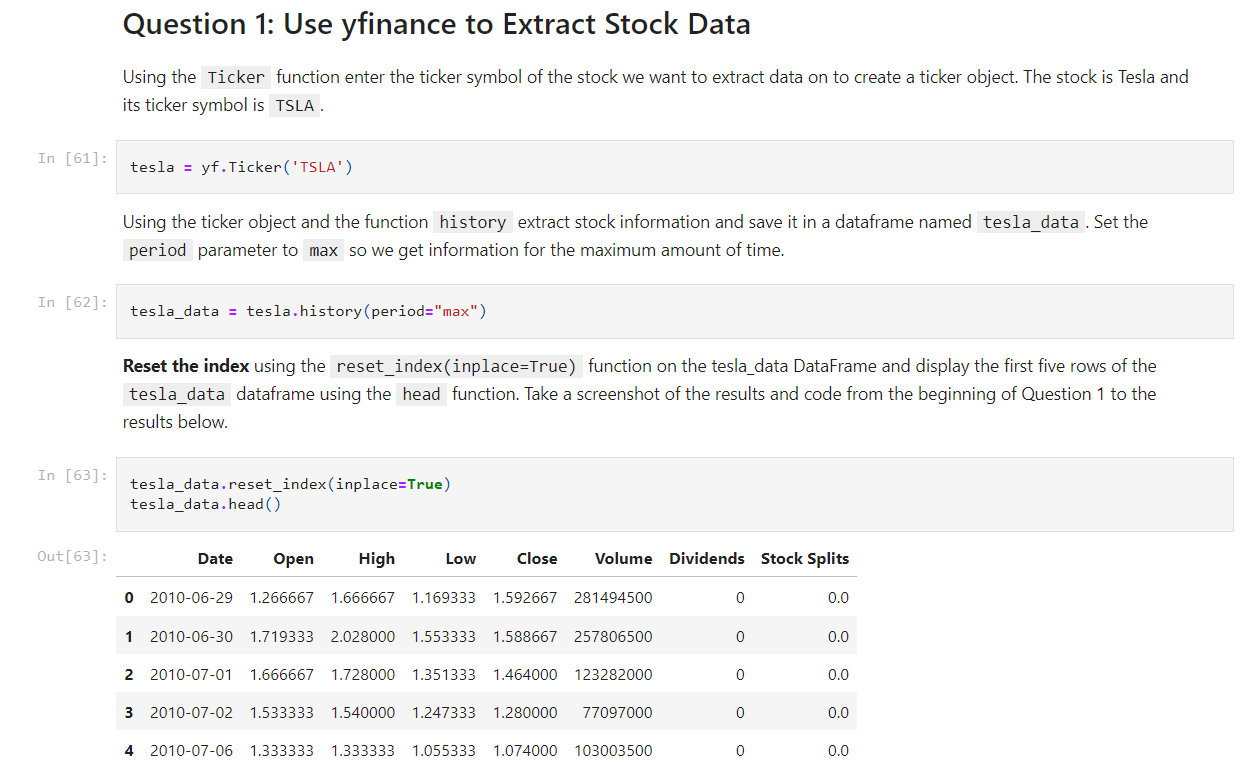 Question 1: Use yfinance to Extract Stock Data
Using the Ticker function enter the ticker symbol of the stock we want to extract data on to create a ticker object. The stock is Tesla and
its ticker symbol is TSLA .
In [61]:
tesla = yf.Ticker('TSLA')
Using the ticker object and the function history extract stock information and save it in a dataframe named tesla_data . Set the
period parameter to max so we get information for the maximum amount of time.
In [62]:
tesla_data = tesla.history(period="max")
Reset the index using the reset_index(inplace=True) function on the tesla_data DataFrame and display the first five rows of the
tesla_data dataframe using the head function. Take a screenshot of the results and code from the beginning of Question 1 to the
results below.
In [63]:
tesla_data.reset_index(inplace=True)
tesla_data.head()
Out[63]:
Date Open High Low Close Volume Dividends Stock Splits
0 2010-06-29 1.266667 1.666667 1.169333 1.592667 281494500 0 0.0
1 2010-06-30 1.719333 2.028000 1.553333 1.588667 257806500 0 0.0
2 2010-07-01 1.666667 1.728000 1.351333 1.464000 123282000 0 0.0
3 2010-07-02 1.533333 1.540000 1.247333 1.280000 77097000 0 0.0
4 2010-07-06 1.333333 1.333333 1.055333 1.074000 103003500 0 0.0